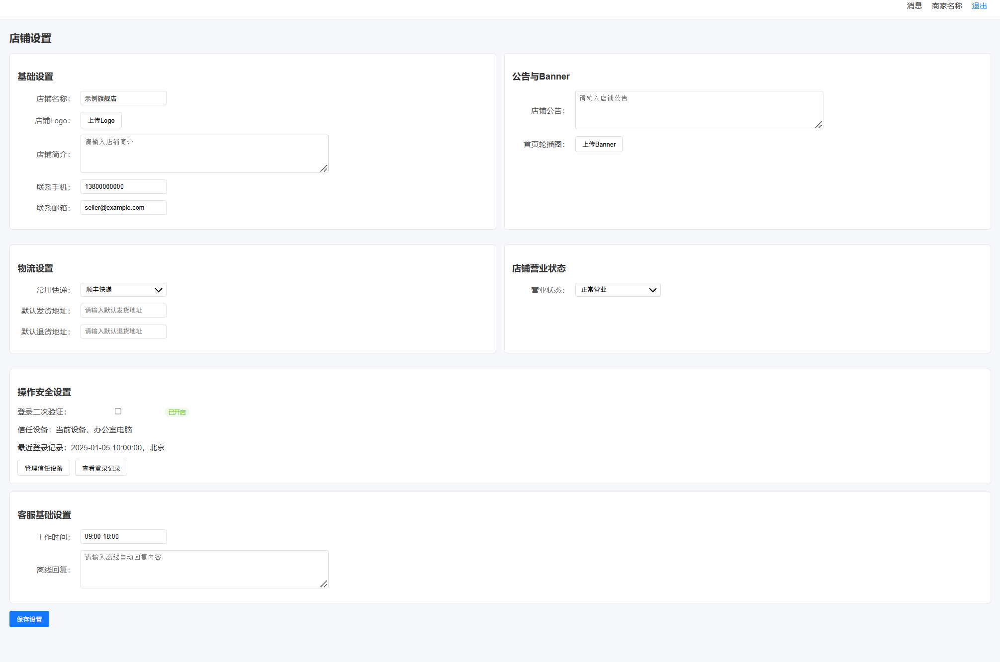 消息 商家名称 退出
店铺设置
基础设置
店铺名称： 示例旗舰店
店铺Logo： 上传Logo
店铺简介： 请输入店铺简介
联系手机： 13800000000
联系邮箱： seller@example.com
公告与Banner
店铺公告： 请输入店铺公告
首页轮播图： 上传Banner
物流设置
常用快递： 顺丰快递
默认发货地址： 请输入默认发货地址
默认退货地址： 请输入默认退货地址
店铺营业状态
营业状态： 正常营业
操作安全设置
登录二次验证： 已开启
信任设备：当前设备、办公室电脑
最近登录记录：2025-01-05 10:00:00，北京
管理信任设备 查看登录记录
客服基础设置
工作时间： 09:00-18:00
离线回复： 请输入离线自动回复内容
保存设置